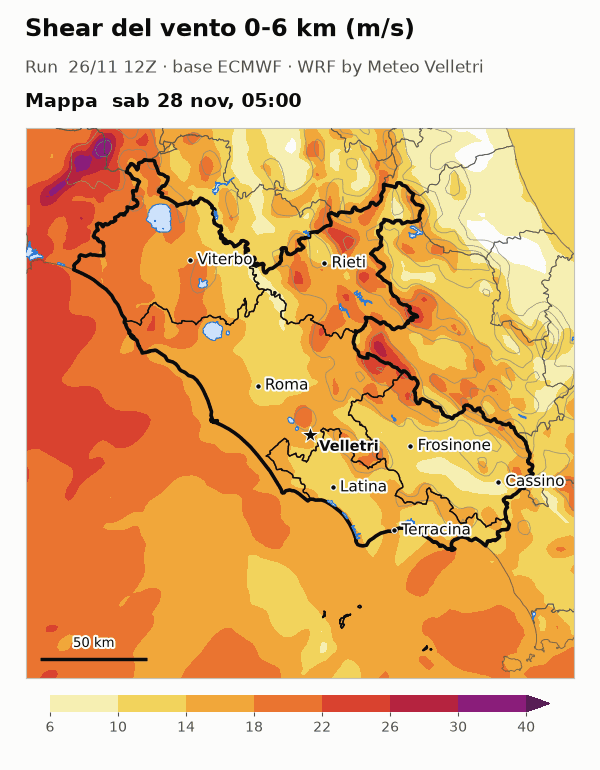 Shear del vento 0-6 km (m/s)
Run 26/11 12Z · base ECMWF · WRF by Meteo Velletri
Mappa sab 28 nov, 05:00
Viterbo
Rieti
Roma
Velletri
Frosinone
Cassino
Latina
Terracina
50 km
6 10 14 18 22 26 30 40